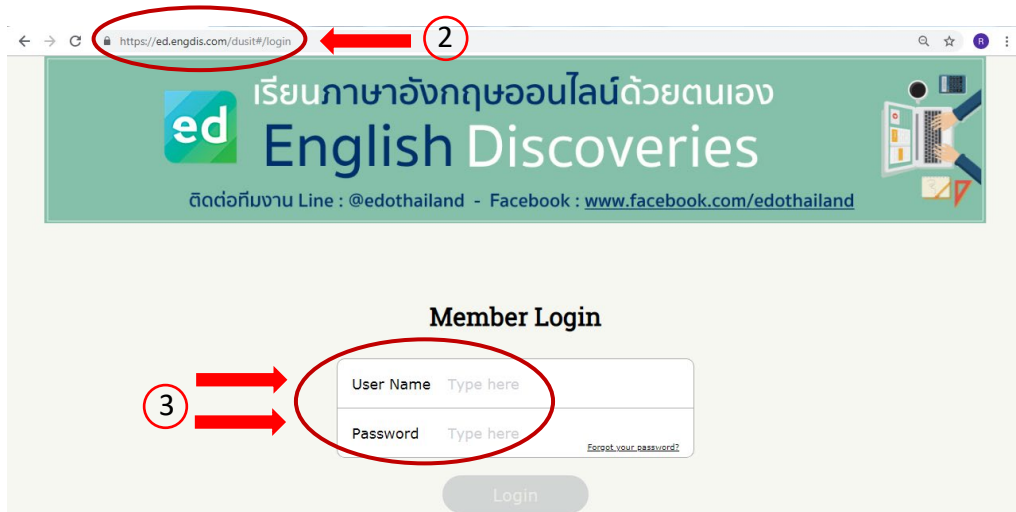 https://ed.engdis.com/dusit#/login
2
R
ed
เรียนภาษาอังกฤษออนไลน์ด้วยตนเอง
English Discoveries
ติดต่อทีมงาน Line : @edothailand - Facebook : www.facebook.com/edothailand
Member Login
User Name Type here
3
Password Type here
Forgot your password?
Login